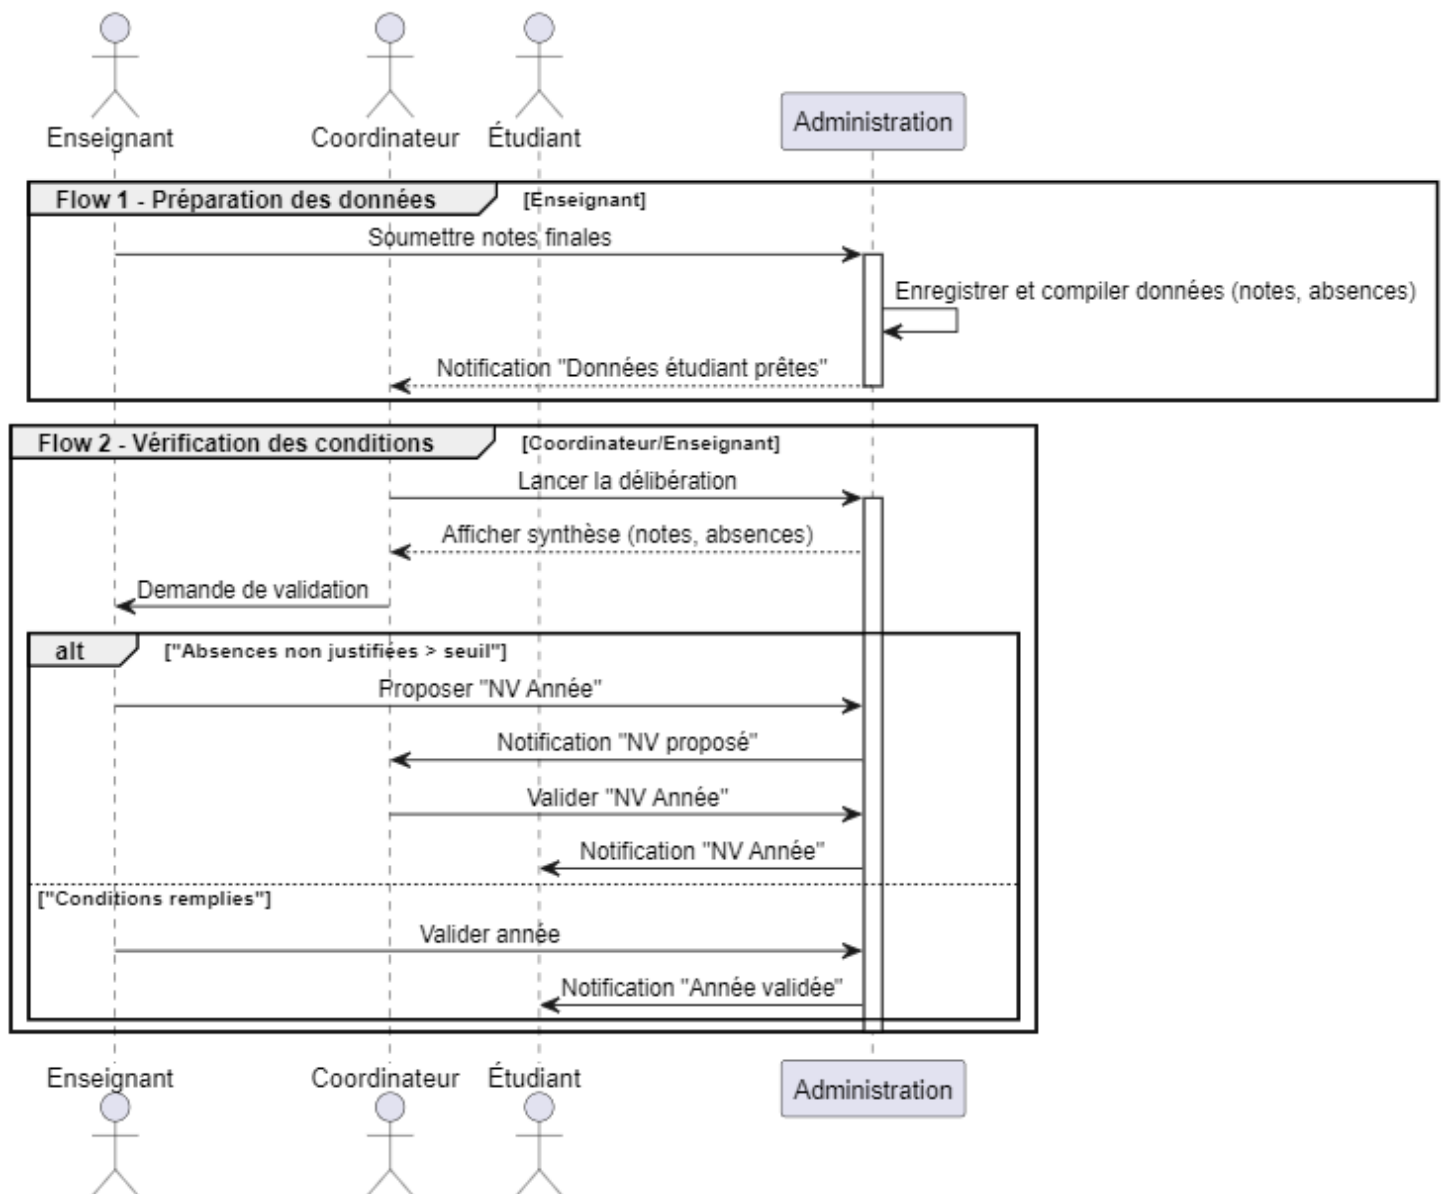 Enseignant
Coordinateur
Étudiant
Administration
Flow 1 - Préparation des données
[Enseignant]
Soumettre notes finales
Enregistrer et compiler données (notes, absences)
Notification "Données étudiant prêtes"
Flow 2 - Vérification des conditions
[Coordinateur/Enseignant]
Lancer la délibération
Afficher synthèse (notes, absences)
Demande de validation
alt
["Absences non justifiées > seuil"]
Proposer "NV Année"
Notification "NV proposé"
Valider "NV Année"
Notification "NV Année"
["Conditions remplies"]
Valider année
Notification "Année validée"
Enseignant
Coordinateur
Étudiant
Administration